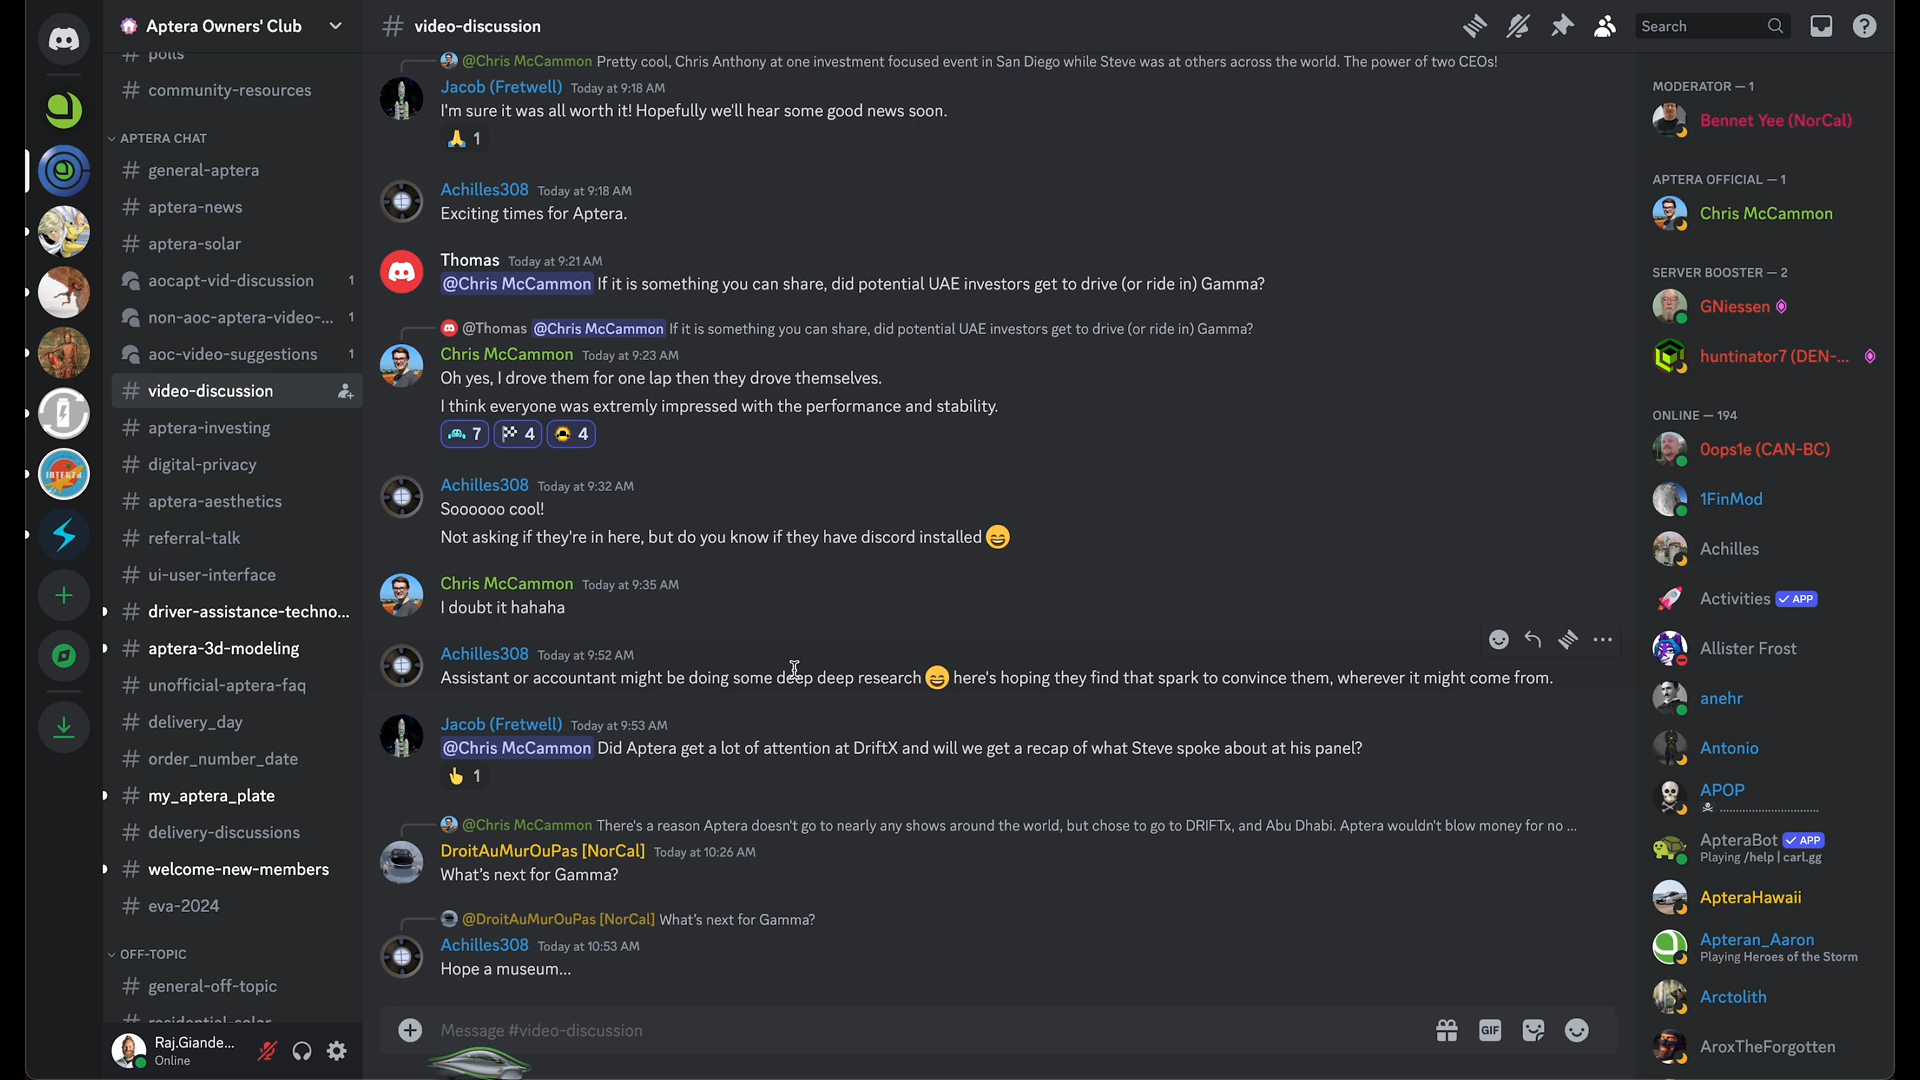 Aptera Owners' Club
polls
community-resources
APTERA CHAT
general-aptera
aptera-news
aptera-solar
aocapt-vid-discussion 1
non-aoc-aptera-video-... 1
aoc-video-suggestions 1
video-discussion
aptera-investing
digital-privacy
aptera-aesthetics
referral-talk
ui-user-interface
driver-assistance-techno...
aptera-3d-modeling
unofficial-aptera-faq
delivery_day
order_number_date
my_aptera_plate
delivery-discussions
welcome-new-members
eva-2024
OFF-TOPIC
general-off-topic
residential-solar
Raj.Giande...
Online
INTEGZA
# video-discussion
Search
@Chris McCammon Pretty cool, Chris Anthony at one investment focused event in San Diego while Steve was at others across the world. The power of two CEOs!
Jacob (Fretwell) Today at 9:18 AM
I'm sure it was all worth it! Hopefully we'll hear some good news soon.
🙏 1
Achilles308 Today at 9:18 AM
Exciting times for Aptera.
Thomas Today at 9:21 AM
@Chris McCammon If it is something you can share, did potential UAE investors get to drive (or ride in) Gamma?
@Thomas @Chris McCammon If it is something you can share, did potential UAE investors get to drive (or ride in) Gamma?
Chris McCammon Today at 9:23 AM
Oh yes, I drove them for one lap then they drove themselves.
I think everyone was extremly impressed with the performance and stability.
7 4 4
Achilles308 Today at 9:32 AM
Soooooo cool!
Not asking if they're in here, but do you know if they have discord installed 😄
Chris McCammon Today at 9:35 AM
I doubt it hahaha
Achilles308 Today at 9:52 AM
Assistant or accountant might be doing some deep deep research 😄 here's hoping they find that spark to convince them, wherever it might come from.
Jacob (Fretwell) Today at 9:53 AM
@Chris McCammon Did Aptera get a lot of attention at DriftX and will we get a recap of what Steve spoke about at his panel?
👆 1
@Chris McCammon There's a reason Aptera doesn't go to nearly any shows around the world, but chose to go to DRIFTx, and Abu Dhabi. Aptera wouldn't blow money for no ...
DroitAuMurOuPas [NorCal] Today at 10:26 AM
What's next for Gamma?
@DroitAuMurOuPas [NorCal] What's next for Gamma?
Achilles308 Today at 10:53 AM
Hope a museum...
Message #video-discussion
GIF
MODERATOR — 1
Bennet Yee (NorCal)
APTERA OFFICIAL — 1
Chris McCammon
SERVER BOOSTER — 2
GNiessen
huntinator7 (DEN-...
ONLINE — 194
0ops1e (CAN-BC)
1FinMod
Achilles
Activities ✓ APP
Allister Frost
anehr
Antonio
APOP
☠ ..............................
ApteraBot ✓ APP
Playing /help | carl.gg
ApteraHawaii
Apteran_Aaron
Playing Heroes of the Storm
Arctolith
AroxTheForgotten